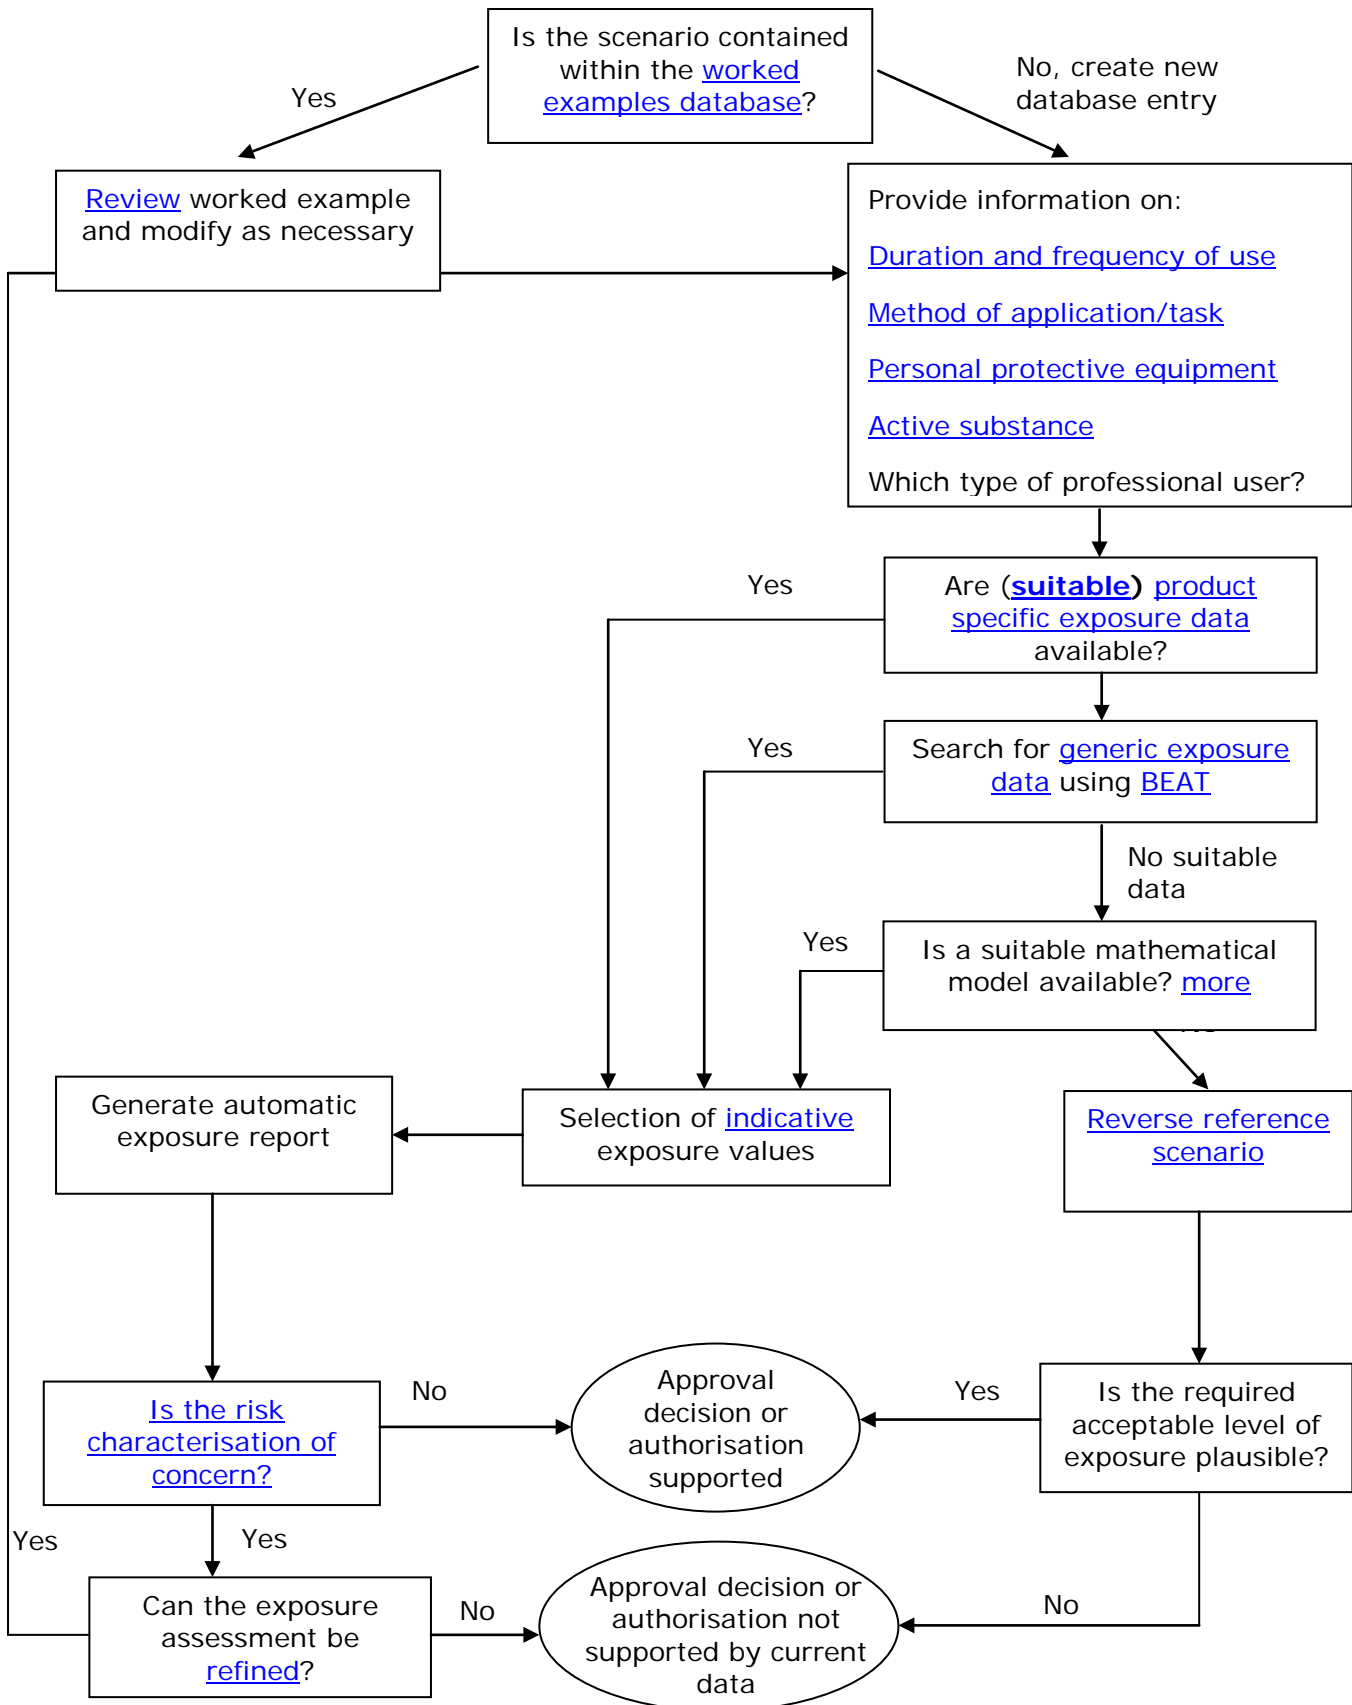 Is the scenario contained
within the worked
examples database?
Yes
No, create new
database entry
Review worked example
and modify as necessary
Provide information on:
Duration and frequency of use
Method of application/task
Personal protective equipment
Active substance
Which type of professional user?
Yes
Are (suitable) product
specific exposure data
available?
Yes
Search for generic exposure
data using BEAT
No suitable
data
Yes
Is a suitable mathematical
model available? more
Generate automatic
exposure report
Selection of indicative
exposure values
Reverse reference
scenario
Is the risk
characterisation of
concern?
No
Approval
decision or
authorisation
supported
Yes
Is the required
acceptable level of
exposure plausible?
Yes
Yes
Can the exposure
assessment be
refined?
No
Approval decision or
authorisation not
supported by current
data
No